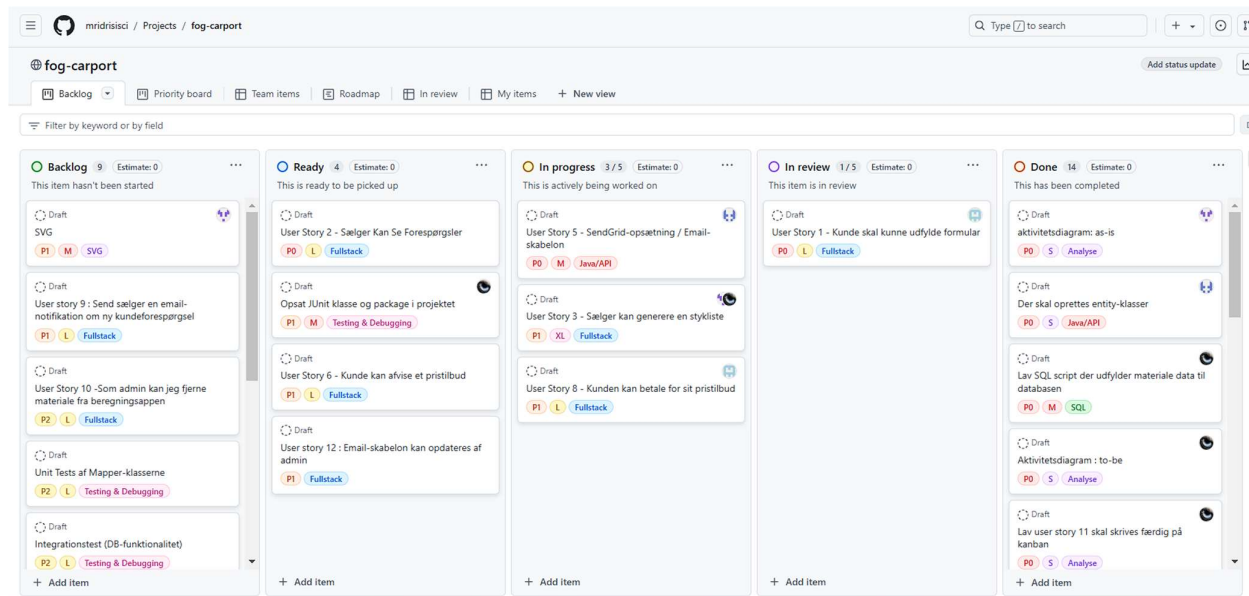 mridrisisci / Projects / fog-carport
Type / to search
fog-carport
Add status update
Backlog
Priority board
Team items
Roadmap
In review
My items
+ New view
Filter by keyword or by field
Backlog 9 Estimate: 0
This item hasn't been started
Draft
SVG
P1 M SVG
Draft
User story 9 : Send sælger en email-
notifikation om ny kundeforespørgsel
P1 L Fullstack
Draft
User Story 10 -Som admin kan jeg fjerne
materiale fra beregningsappen
P2 L Fullstack
Draft
Unit Tests af Mapper-klasserne
P2 L Testing & Debugging
Draft
Integrationstest (DB-funktionalitet)
P2 L Testing & Debugging
+ Add item
Ready 4 Estimate: 0
This is ready to be picked up
Draft
User Story 2 - Sælger Kan Se Forespørgsler
P0 L Fullstack
Draft
Opsat JUnit klasse og package i projektet
P1 M Testing & Debugging
Draft
User Story 6 - Kunde kan afvise et pristilbud
P1 L Fullstack
Draft
User story 12 : Email-skabelon kan opdateres af
admin
P1 Fullstack
+ Add item
In progress 3 / 5 Estimate: 0
This is actively being worked on
Draft
User Story 5 - SendGrid-opsætning / Email-
skabelon
P0 M Java/API
Draft
User Story 3 - Sælger kan generere en stykliste
P1 XL Fullstack
Draft
User Story 8 - Kunden kan betale for sit pristilbud
P1 L Fullstack
+ Add item
In review 1 / 5 Estimate: 0
This item is in review
Draft
User Story 1 - Kunde skal kunne udfylde formular
P0 L Fullstack
+ Add item
Done 14 Estimate: 0
This has been completed
Draft
aktivitetsdiagram: as-is
P0 S Analyse
Draft
Der skal oprettes entity-klasser
P0 S Java/API
Draft
Lav SQL script der udfylder materiale data til
databasen
P0 M SQL
Draft
Aktivitetsdiagram : to-be
P0 S Analyse
Draft
Lav user story 11 skal skrives færdig på
kanban
P0 S Analyse
+ Add item